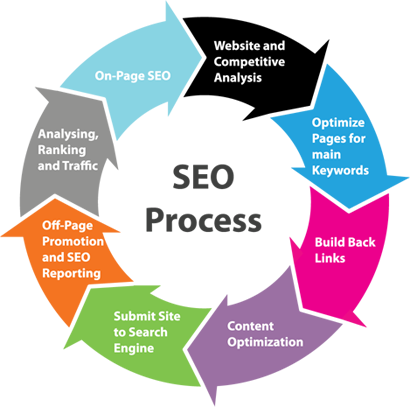 SEO
Process
Website and
Competitive
Analysis
Optimize
Pages for
main
Keywords
Build Back
Links
Content
Optimization
Submit Site
to Search
Engine
Off-Page
Promotion
and SEO
Reporting
Analysing,
Ranking
and Traffic
On-Page SEO